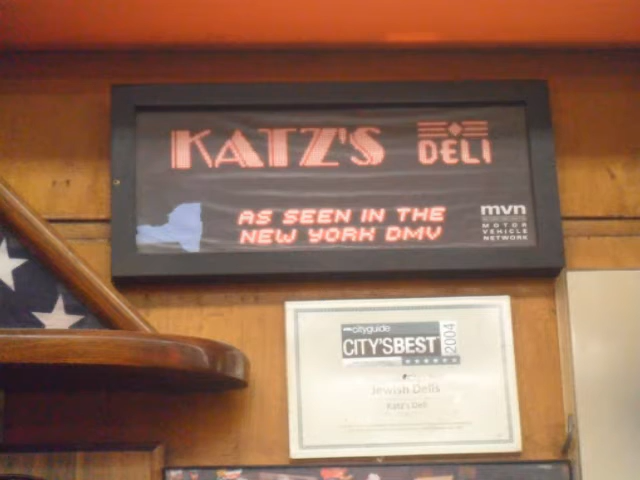 KATZ'S DELI
AS SEEN IN THE
NEW YORK DMV
mvn
MOTOR
VEHICLE
NETWORK
cityguide
CITY'SBEST 2004
Jewish Delis
Katz's Deli